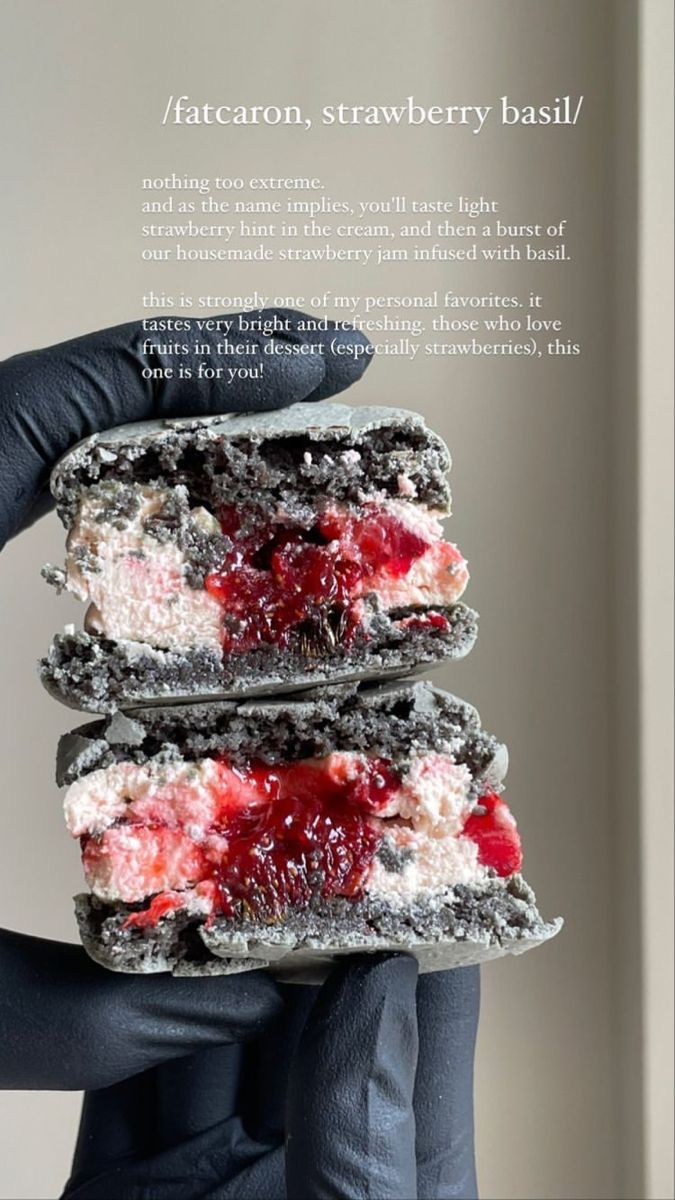 /fatcaron, strawberry basil/
nothing too extreme.
and as the name implies, you'll taste light
strawberry hint in the cream, and then a burst of
our housemade strawberry jam infused with basil.
this is strongly one of my personal favorites. it
tastes very bright and refreshing. those who love
fruits in their dessert (especially strawberries), this
one is for you!